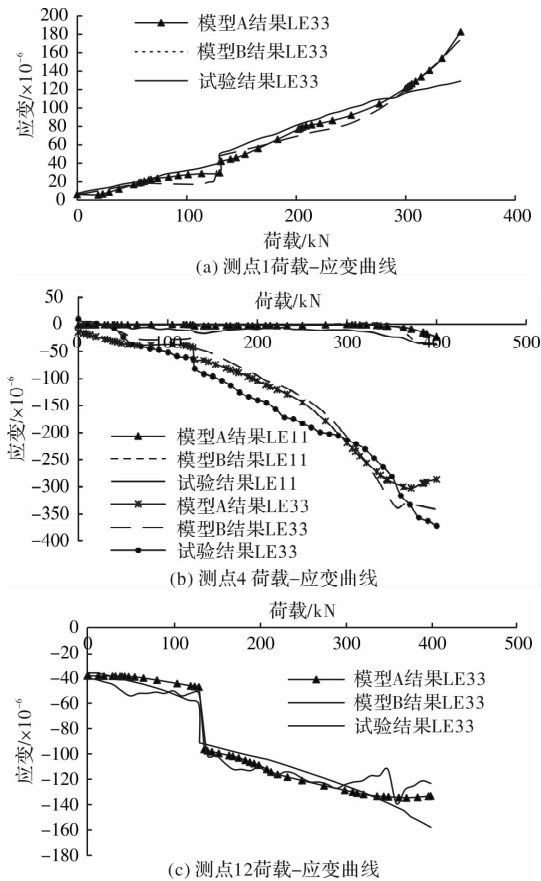 200
180
160
140
120
100
80
60
40
20
0
应变/×10⁻⁶
模型A结果LE33
模型B结果LE33
试验结果LE33
0 100 200 300 400
荷载/kN
(a) 测点1荷载–应变曲线
荷载/kN
50
0
-50
-100
-150
-200
-250
-300
-350
-400
应变/×10⁻⁶
0 100 200 300 400 500
模型A结果LE11
模型B结果LE11
试验结果LE11
模型A结果LE33
模型B结果LE33
试验结果LE33
(b) 测点4 荷载–应变曲线
荷载/kN
0 100 200 300 400 500
0
-20
-40
-60
-80
-100
-120
-140
-160
-180
应变/×10⁻⁶
模型A结果LE33
模型B结果LE33
试验结果LE33
(c) 测点12荷载–应变曲线